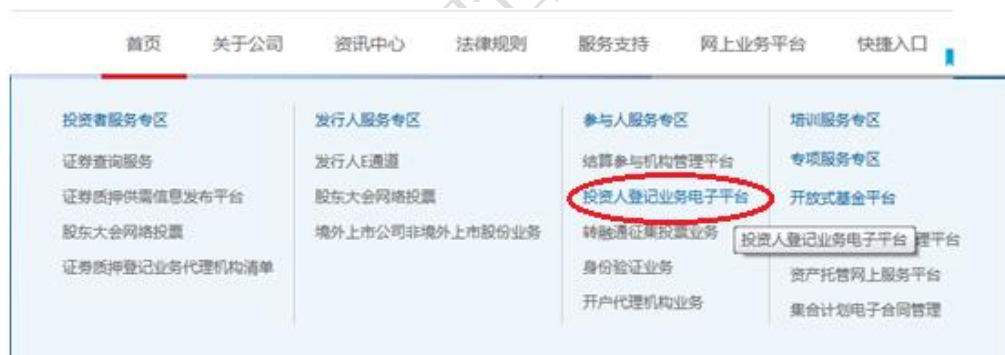 首页 关于公司 资讯中心 法律规则 服务支持 网上业务平台 快捷入口
投资者服务专区
证券查询服务
证券质押供需信息发布平台
股东大会网络投票
证券质押登记业务代理机构清单
发行人服务专区
发行人E通道
股东大会网络投票
境外上市公司非境外上市股份业务
参与人服务专区
结算参与机构管理平台
投资人登记业务电子平台
转融通征集投票业务
身份验证业务
开户代理机构业务
培训服务专区
专项服务专区
开放式基金平台
投资人登记业务电子平台
理平台
资产托管网上服务平台
集合计划电子合同管理